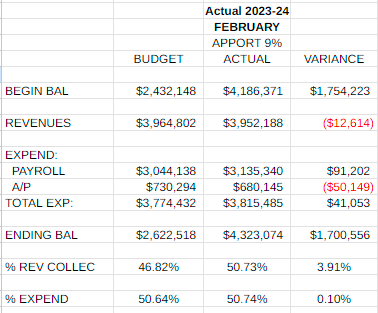 Actual 2023-24
FEBRUARY
APPORT 9%
BUDGET ACTUAL VARIANCE
BEGIN BAL $2,432,148 $4,186,371 $1,754,223
REVENUES $3,964,802 $3,952,188 ($12,614)
EXPEND:
PAYROLL $3,044,138 $3,135,340 $91,202
A/P $730,294 $680,145 ($50,149)
TOTAL EXP: $3,774,432 $3,815,485 $41,053
ENDING BAL $2,622,518 $4,323,074 $1,700,556
% REV COLLEC 46.82% 50.73% 3.91%
% EXPEND 50.64% 50.74% 0.10%